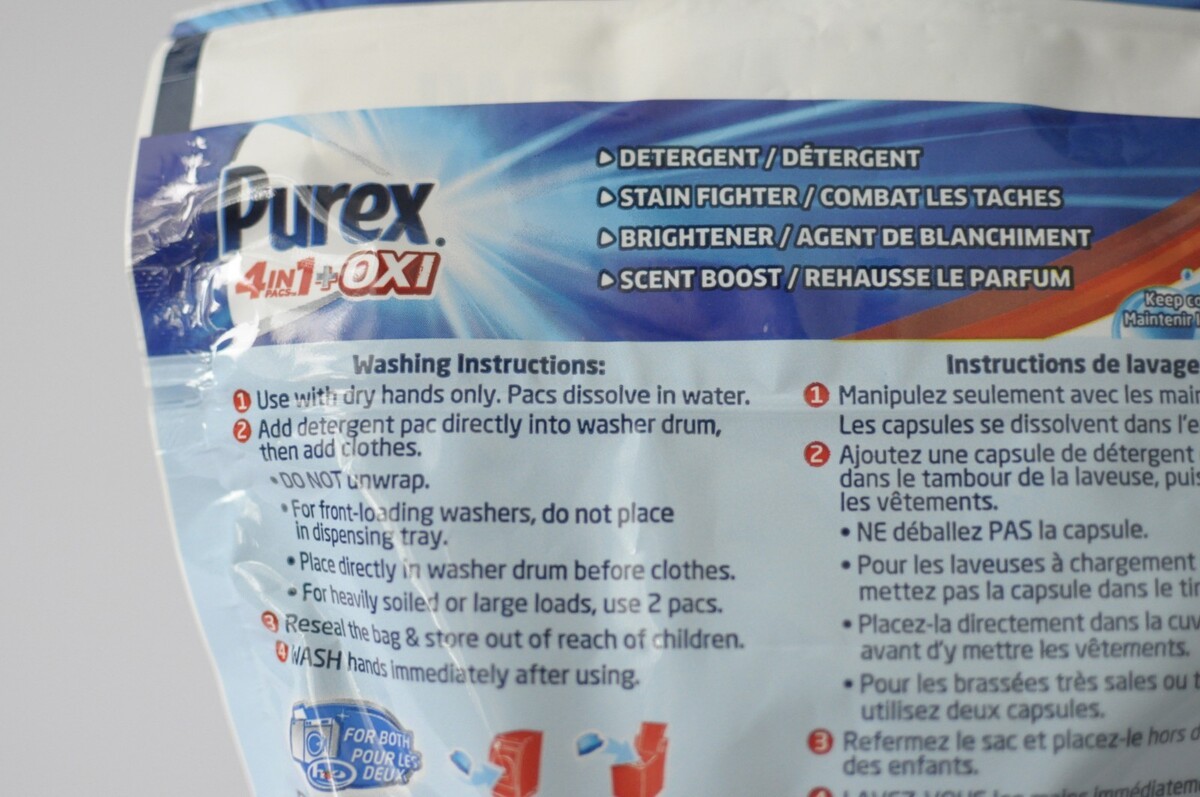 Purex
4IN1+OXI
PACS
▷ DETERGENT / DÉTERGENT
▷ STAIN FIGHTER / COMBAT LES TACHES
▷ BRIGHTENER / AGENT DE BLANCHIMENT
▷ SCENT BOOST / REHAUSSE LE PARFUM
Keep
Maintenir
Washing Instructions:
1 Use with dry hands only. Pacs dissolve in water.
2 Add detergent pac directly into washer drum,
then add clothes.
• DO NOT unwrap.
• For front-loading washers, do not place
in dispensing tray.
• Place directly in washer drum before clothes.
• For heavily soiled or large loads, use 2 pacs.
3 Reseal the bag & store out of reach of children.
4 WASH hands immediately after using.
FOR BOTH
POUR LES
DEUX
he
Instructions de lavage
1 Manipulez seulement avec les
Les capsules se dissolvent dans
2 Ajoutez une capsule de détergent
dans le tambour de la laveuse,
les vêtements.
• NE déballez PAS la capsule.
• Pour les laveuses à chargement
mettez pas la capsule dans le
• Placez-la directement dans la
avant d'y mettre les vêtements.
• Pour les brassées très sales ou
utilisez deux capsules.
3 Refermez le sac et placez-le hors
des enfants.